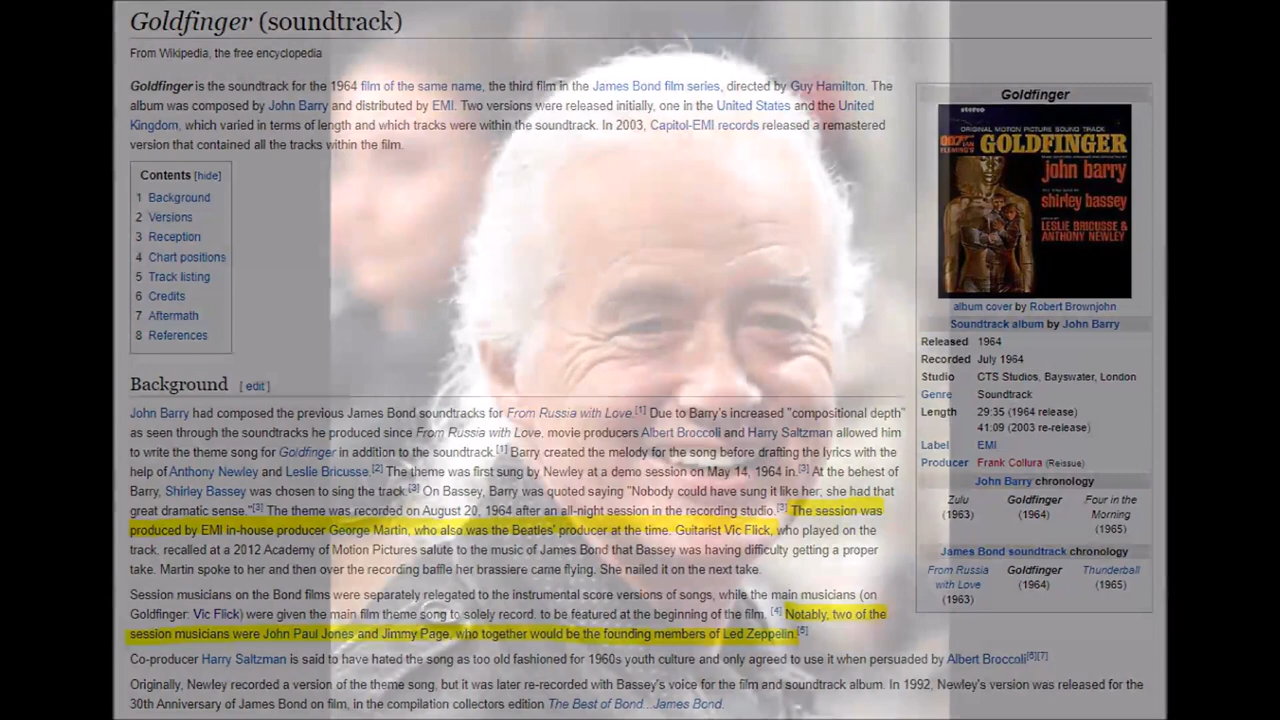 Goldfinger (soundtrack)
From Wikipedia, the free encyclopedia
Goldfinger is the soundtrack for the 1964 film of the same name, the third film in the James Bond film series, directed by Guy Hamilton. The
album was composed by John Barry and distributed by EMI. Two versions were released initially, one in the United States and the United
Kingdom, which varied in terms of length and which tracks were within the soundtrack. In 2003, Capitol-EMI records released a remastered
version that contained all the tracks within the film.
Contents [hide]
1 Background
2 Versions
3 Reception
4 Chart positions
5 Track listing
6 Credits
7 Aftermath
8 References
Background [ edit ]
John Barry had composed the previous James Bond soundtracks for From Russia with Love.[1] Due to Barry's increased "compositional depth"
as seen through the soundtracks he produced since From Russia with Love, movie producers Albert Broccoli and Harry Saltzman allowed him
to write the theme song for Goldfinger in addition to the soundtrack.[1] Barry created the melody for the song before drafting the lyrics with the
help of Anthony Newley and Leslie Bricusse.[2] The theme was first sung by Newley at a demo session on May 14, 1964 in.[3] At the behest of
Barry, Shirley Bassey was chosen to sing the track.[3] On Bassey, Barry was quoted saying "Nobody could have sung it like her; she had that
great dramatic sense."[3] The theme was recorded on August 20, 1964 after an all-night session in the recording studio.[3] The session was
produced by EMI in-house producer George Martin, who also was the Beatles' producer at the time. Guitarist Vic Flick, who played on the
track, recalled at a 2012 Academy of Motion Pictures salute to the music of James Bond that Bassey was having difficulty getting a proper
take. Martin spoke to her and then over the recording baffle her brassiere came flying. She nailed it on the next take.
Session musicians on the Bond films were separately relegated to the instrumental score versions of songs, while the main musicians (on
Goldfinger: Vic Flick) were given the main film theme song to solely record. to be featured at the beginning of the film. [4] Notably, two of the
session musicians were John Paul Jones and Jimmy Page, who together would be the founding members of Led Zeppelin.[5]
Co-producer Harry Saltzman is said to have hated the song as too old fashioned for 1960s youth culture and only agreed to use it when persuaded by Albert Broccoli[6][7]
Originally, Newley recorded a version of the theme song, but it was later re-recorded with Bassey's voice for the film and soundtrack album. In 1992, Newley's version was released for the
30th Anniversary of James Bond on film, in the compilation collectors edition The Best of Bond...James Bond.
Goldfinger
stereo
ORIGINAL MOTION PICTURE SOUND TRACK
007 IAN FLEMING'S GOLDFINGER
john barry
shirley bassey
LESLIE BRICUSSE &
ANTHONY NEWLEY
album cover by Robert Brownjohn
Soundtrack album by John Barry
Released 1964
Recorded July 1964
Studio CTS Studios, Bayswater, London
Genre Soundtrack
Length 29:35 (1964 release)
41:09 (2003 re-release)
Label EMI
Producer Frank Collura (Reissue)
John Barry chronology
Zulu Goldfinger Four in the
(1963) (1964) Morning
(1965)
James Bond soundtrack chronology
From Russia Goldfinger Thunderball
with Love (1964) (1965)
(1963)